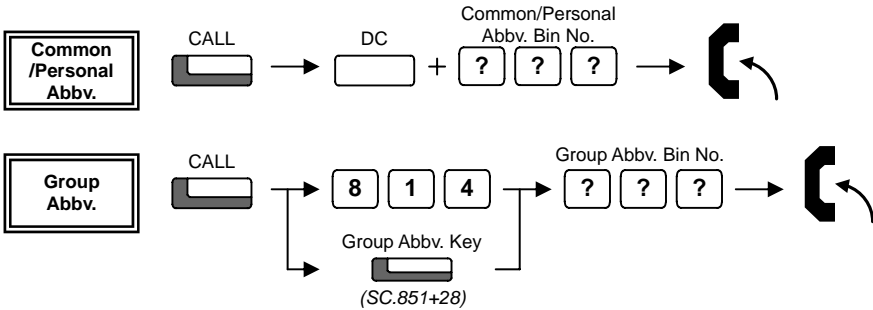 Common
/Personal
Abbv.
CALL
DC
+
Common/Personal
Abbv. Bin No.
? ? ?
Group
Abbv.
CALL
8 1 4
Group Abbv. Key
(SC.851+28)
Group Abbv. Bin No.
? ? ?